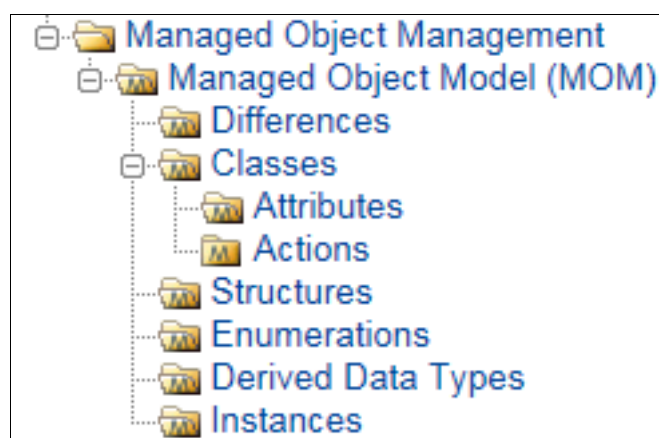 Managed Object Management
Managed Object Model (MOM)
Differences
Classes
Attributes
Actions
Structures
Enumerations
Derived Data Types
Instances